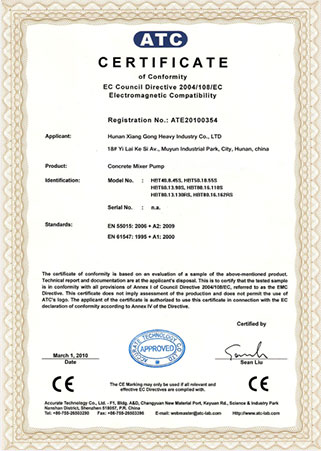 ATC
CERTIFICATE
of Conformity
EC Council Directive 2004/108/EC
Electromagnetic Compatibility
Registration No.: ATE20100354
Applicant: Hunan Xiang Gong Heavy Industry Co., LTD
18# Yi Lai Ke Si Av., Muyun Industrial Park, City, Hunan, china
Product: Concrete Mixer Pump
Identification: Model No.: HBT40.8.45S, HBT50.10.55S
HBT60.13.90S, HBT80.16.110S
HBT80.13.130RS, HBT80.16.162RS
Serial No.: n.a.
Standards: EN 55015: 2006 + A2: 2009
EN 61547: 1995 + A1: 2000
The certificate of conformity is based on an evaluation of a sample of the above-mentioned product.
Technical report and documentation are at the applicant's disposal. This is to certify that the tested sample
is in conformity with all provisions of Annex I of Council Directive 2004/108/EC, referred to as the EMC
Directive. This certificate does not imply assessment of the production and does not permit the use of
ATC's logo. The applicant of the certificate is authorized to use this certificate in connection with the EC
declaration of conformity according to Annex IV of the Directive.
ACCURATE TECHNOLOGY CO., LTD.
APPROVED
March 1, 2010
Date
Sean Liu
CE
CE
The CE Marking may only be used if all relevant and
effective EC Directives are complied with.
Accurate Technology Co., Ltd. - F1, Bldg, A&D, Changyuan New Material Port, Keyuan Rd., Science & Industry Park
Nanshan District, Shenzhen 518057, P.R. China
Tel: +86-755-26503290 Fax: +86-755-26503396 E-mail: webmaster@atc-lab.com http://www.atc-lab.com